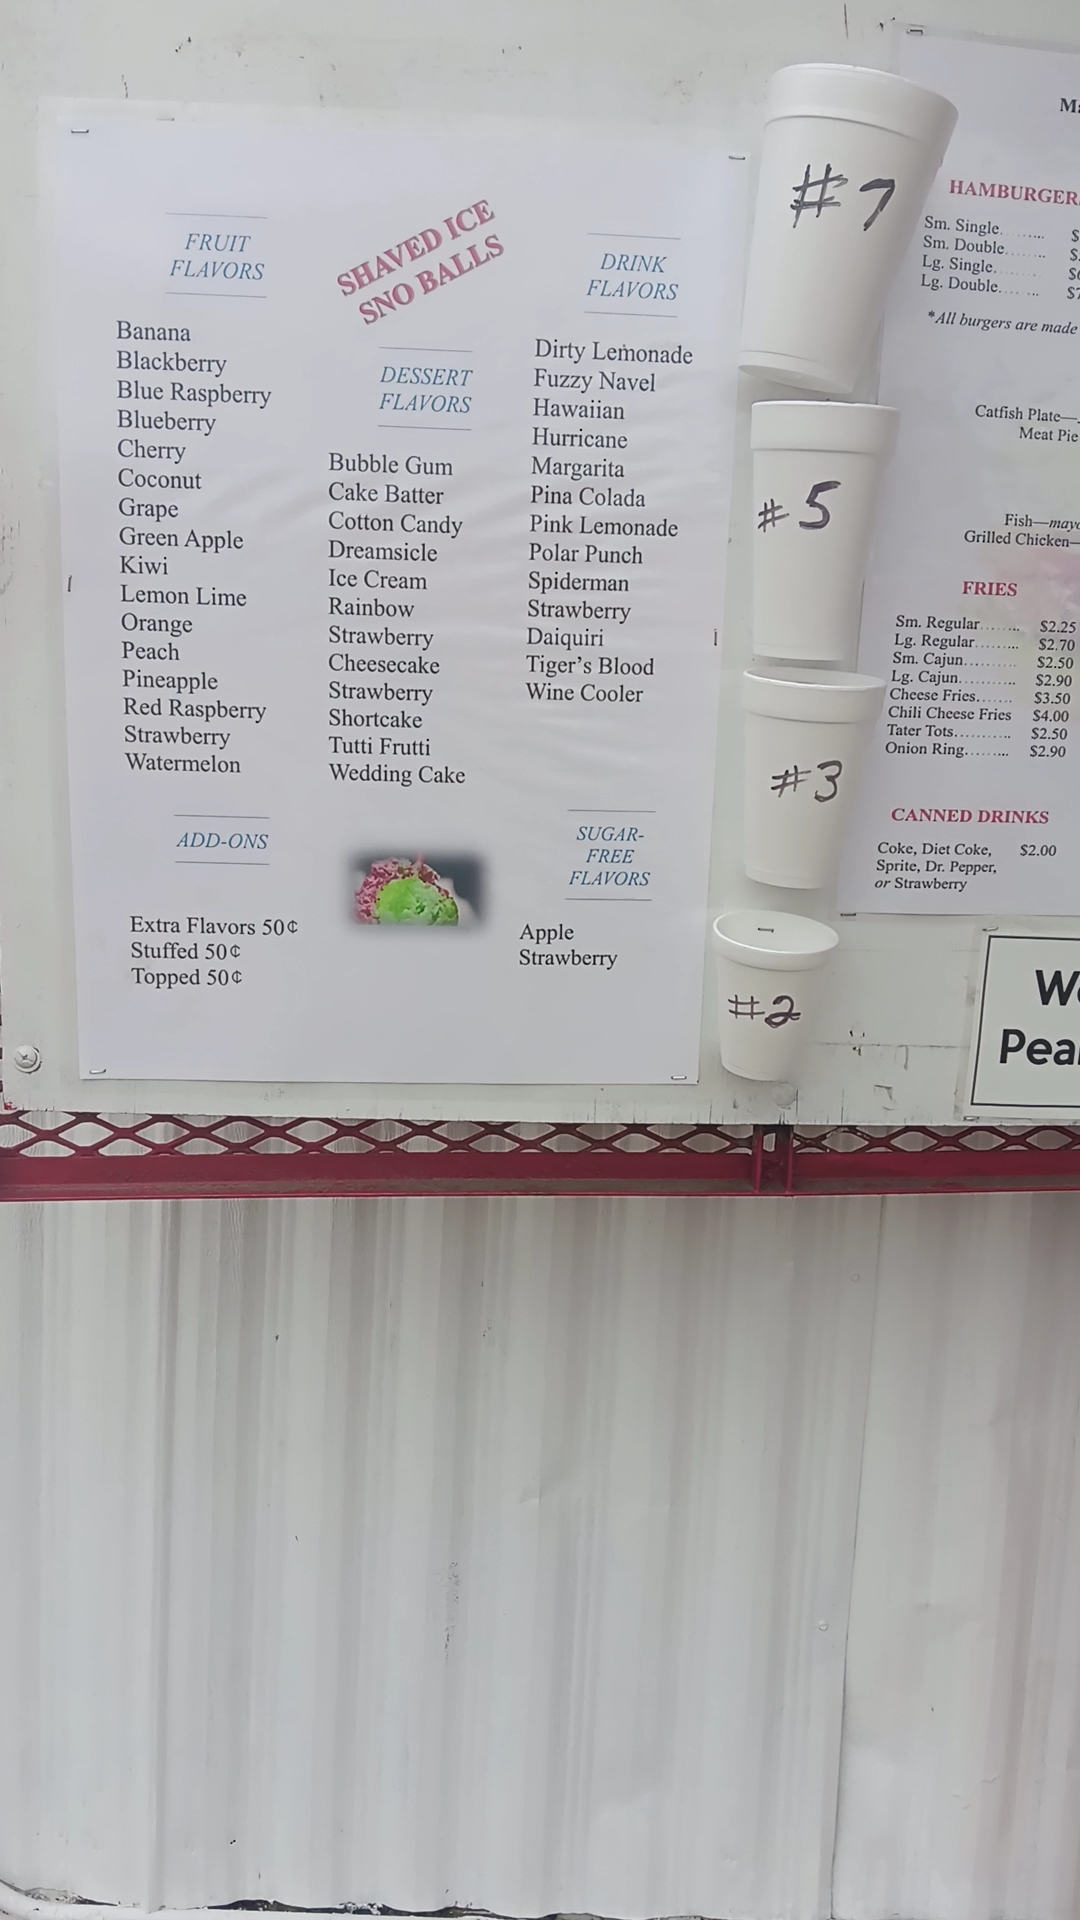 SHAVED ICE
SNO BALLS
FRUIT
FLAVORS
Banana
Blackberry
Blue Raspberry
Blueberry
Cherry
Coconut
Grape
Green Apple
Kiwi
Lemon Lime
Orange
Peach
Pineapple
Red Raspberry
Strawberry
Watermelon
DESSERT
FLAVORS
Bubble Gum
Cake Batter
Cotton Candy
Dreamsicle
Ice Cream
Rainbow
Strawberry
Cheesecake
Strawberry
Shortcake
Tutti Frutti
Wedding Cake
DRINK
FLAVORS
Dirty Lemonade
Fuzzy Navel
Hawaiian
Hurricane
Margarita
Pina Colada
Pink Lemonade
Polar Punch
Spiderman
Strawberry
Daiquiri
Tiger's Blood
Wine Cooler
ADD-ONS
Extra Flavors 50¢
Stuffed 50¢
Topped 50¢
SUGAR-
FREE
FLAVORS
Apple
Strawberry
#7
#5
#3
#2
HAMBURGER
Sm. Single......... $
Sm. Double....... $
Lg. Single.......... $
Lg. Double.... ... $7
*All burgers are made
Catfish Plate—
Meat Pie
Fish—
Grilled Chicken—
FRIES
Sm. Regular........ $2.25
Lg. Regular......... $2.70
Sm. Cajun............ $2.50
Lg. Cajun............. $2.90
Cheese Fries....... $3.50
Chili Cheese Fries $4.00
Tater Tots............ $2.50
Onion Ring......... $2.90
CANNED DRINKS
Coke, Diet Coke, $2.00
Sprite, Dr. Pepper,
or Strawberry